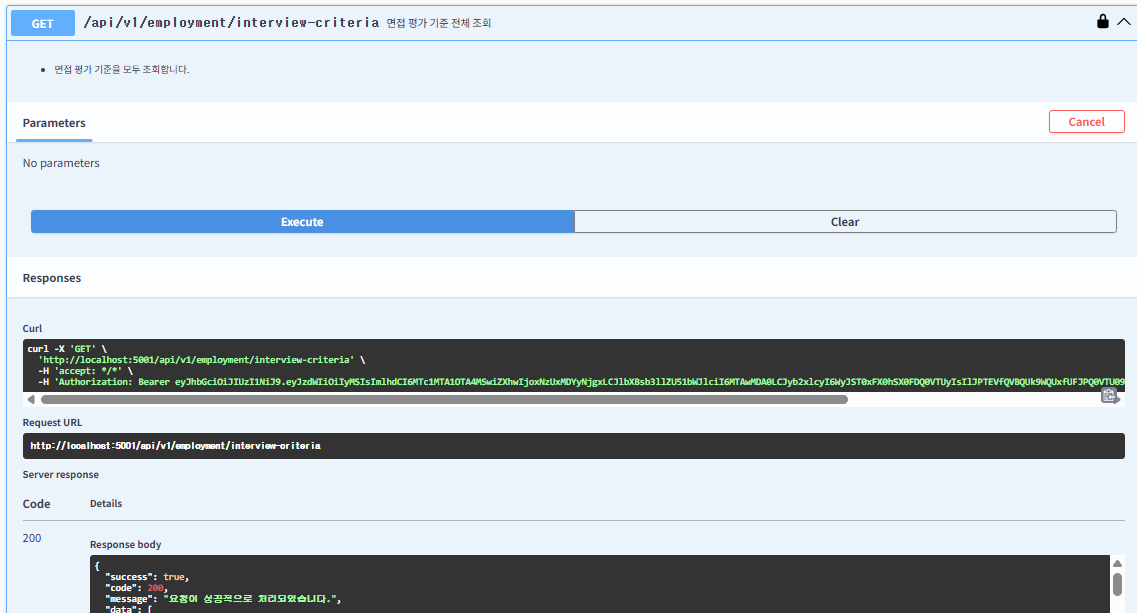 GET /api/v1/employment/interview-criteria 면접 평가 기준 전체 조회
면접 평가 기준을 모두 조회합니다.
Parameters
Cancel
No parameters
Execute
Clear
Responses
Curl
curl -X 'GET' \
'http://localhost:5001/api/v1/employment/interview-criteria' \
-H 'accept: */*' \
-H 'Authorization: Bearer
Request URL
http://localhost:5001/api/v1/employment/interview-criteria
Server response
Code Details
200
Response body
{
"success": true,
"code": 200,
"message": "요청이 성공적으로 처리되었습니다.",
"data": [